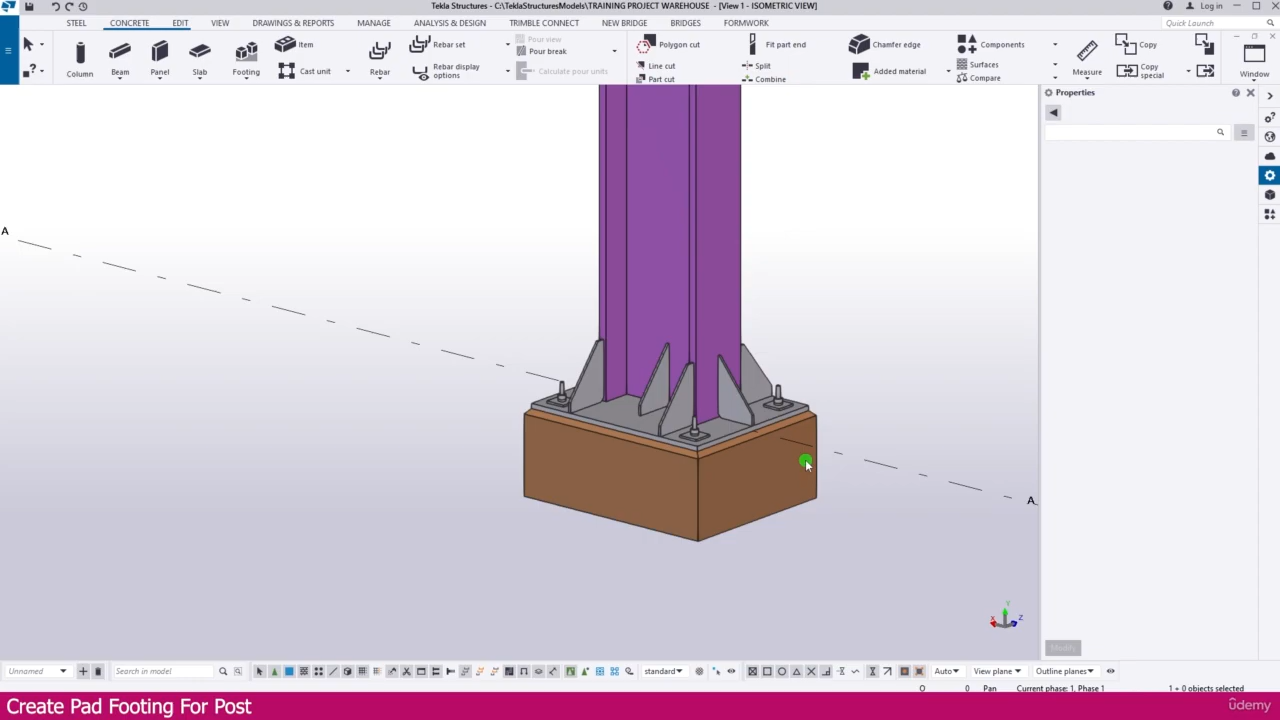 Tekla Structures - C:\TeklaStructuresModels\TRAINING PROJECT WAREHOUSE - [View 1 - ISOMETRIC VIEW]
Log in
STEEL CONCRETE EDIT VIEW DRAWINGS & REPORTS MANAGE ANALYSIS & DESIGN TRIMBLE CONNECT NEW BRIDGE BRIDGES FORMWORK
Quick Launch
Column
Beam
Panel
Slab
Footing
Item
Cast unit
Rebar
Rebar set
Rebar display options
Pour view
Pour break
Calculate pour units
Polygon cut
Line cut
Part cut
Fit part end
Split
Combine
Chamfer edge
Added material
Components
Surfaces
Compare
Measure
Copy
Copy special
Window
Properties
A
A
Modify
Y
X
Z
Unnamed
Search in model
standard
Auto
View plane
Outline planes
O 0 Pan Current phase: 1, Phase 1 1 + 0 objects selected
Create Pad Footing For Post
ûdemy